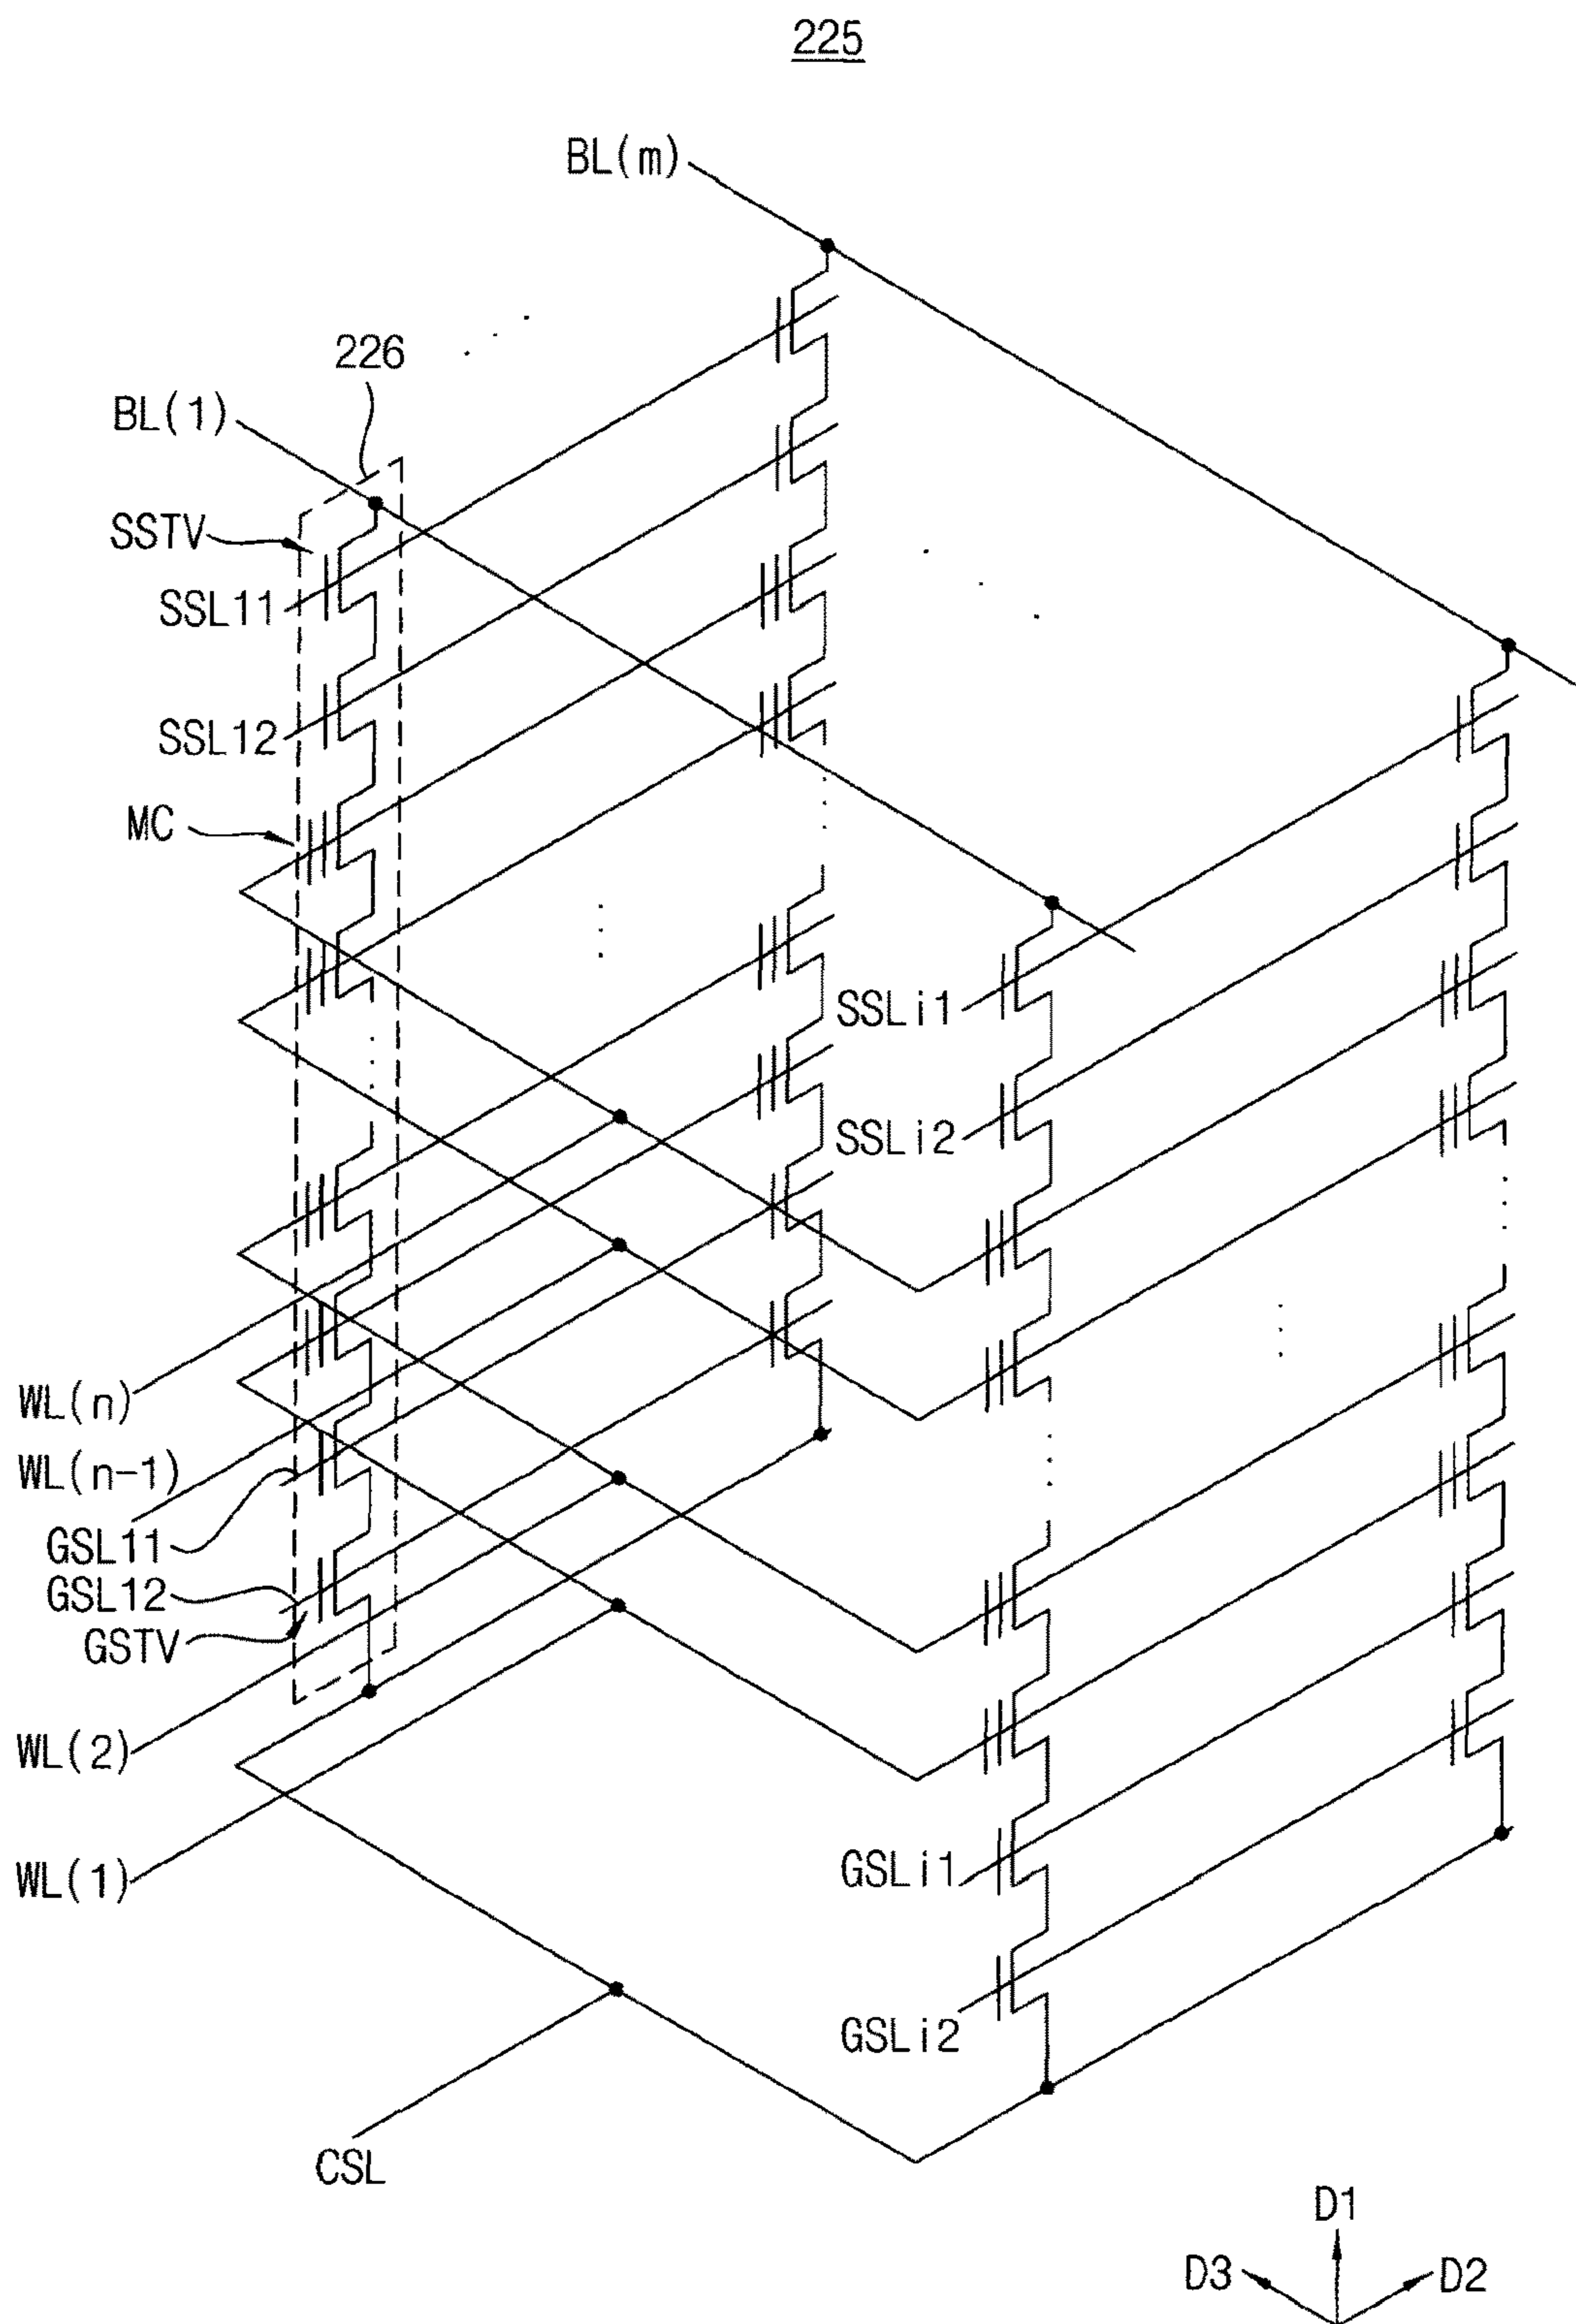 225
BL(m)
226
BL(1)
SSTV
SSL11
SSL12
MC
SSLi1
SSLi2
WL(n)
WL(n-1)
GSL11
GSL12
GSTV
WL(2)
WL(1)
GSLi1
GSLi2
CSL
D1
D3
D2